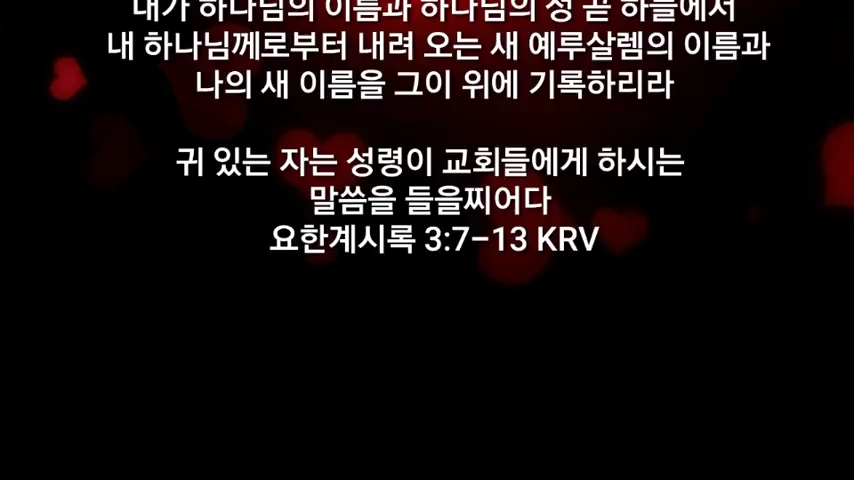 내가 하나님의 이름과 하나님의 성 곧 하늘에서
내 하나님께로부터 내려 오는 새 예루살렘의 이름과
나의 새 이름을 그이 위에 기록하리라
귀 있는 자는 성령이 교회들에게 하시는
말씀을 들을찌어다
요한계시록 3:7–13 KRV